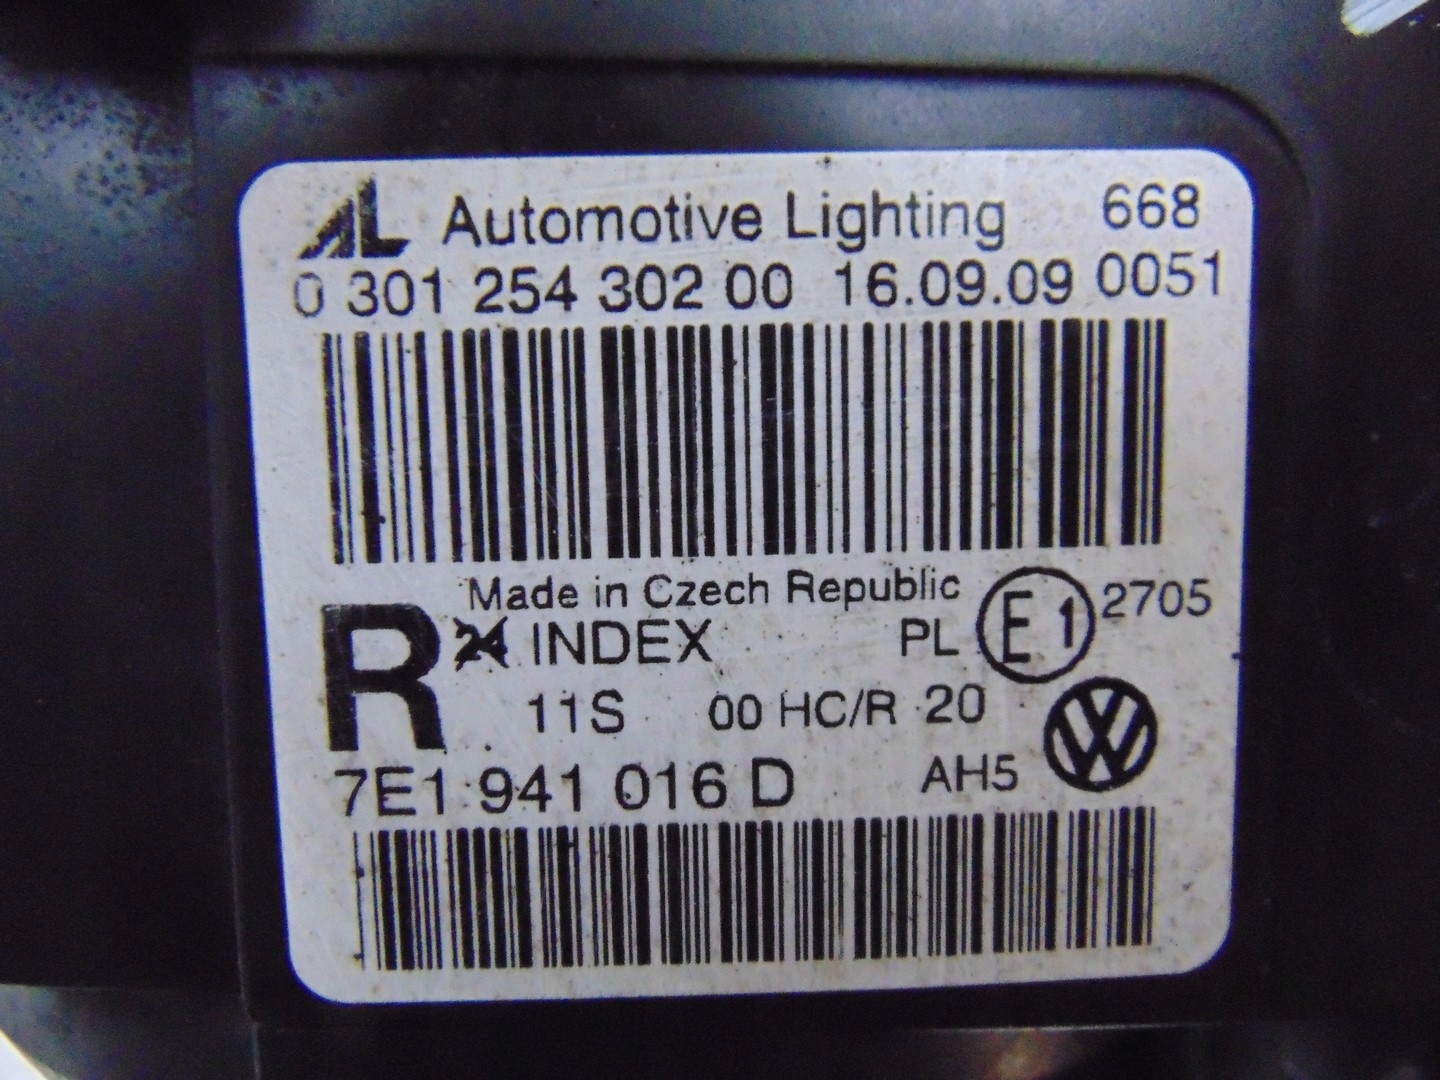 AL Automotive Lighting 668
0 301 254 302 00 16.09.09 0051
Made in Czech Republic
R 24 INDEX PL E1 2705
11S 00 HC/R 20
7E1 941 016 D AH5 VW